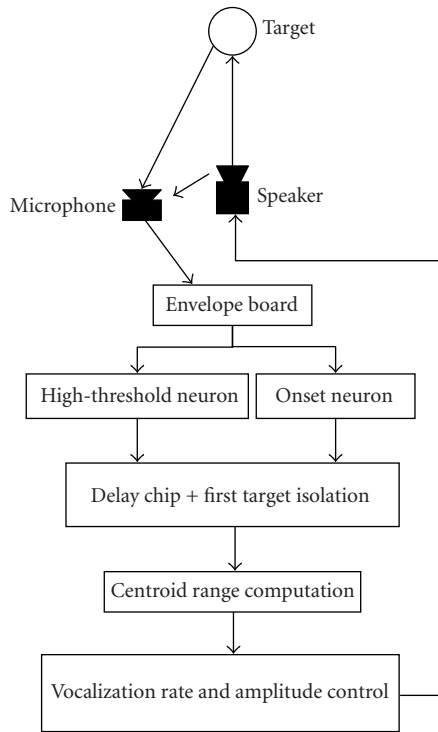 Target
Microphone
Speaker
Envelope board
High-threshold neuron
Onset neuron
Delay chip + first target isolation
Centroid range computation
Vocalization rate and amplitude control